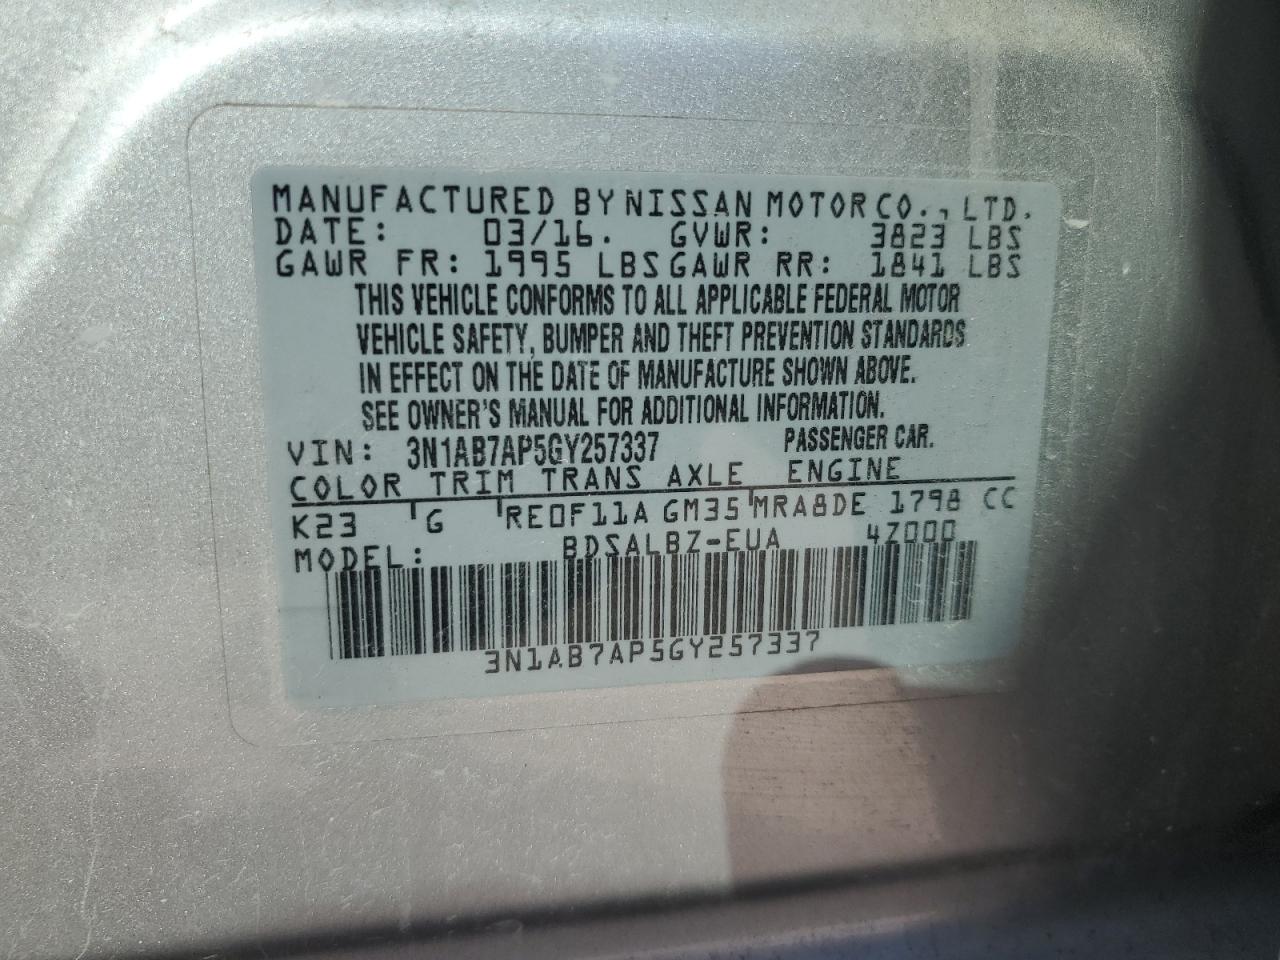 MANUFACTURED BY NISSAN MOTOR CO., LTD.
DATE: 03/16. GVWR: 3823 LBS
GAWR FR: 1995 LBS GAWR RR: 1841 LBS
THIS VEHICLE CONFORMS TO ALL APPLICABLE FEDERAL MOTOR
VEHICLE SAFETY, BUMPER AND THEFT PREVENTION STANDARDS
IN EFFECT ON THE DATE OF MANUFACTURE SHOWN ABOVE.
SEE OWNER'S MANUAL FOR ADDITIONAL INFORMATION.
VIN: 3N1AB7AP5GY257337 PASSENGER CAR.
COLOR TRIM TRANS AXLE ENGINE
K23 G RE0F11A GM35 MRA8DE 1798 CC
MODEL: BDSALBZ-EUA 4Z000
3N1AB7AP5GY257337